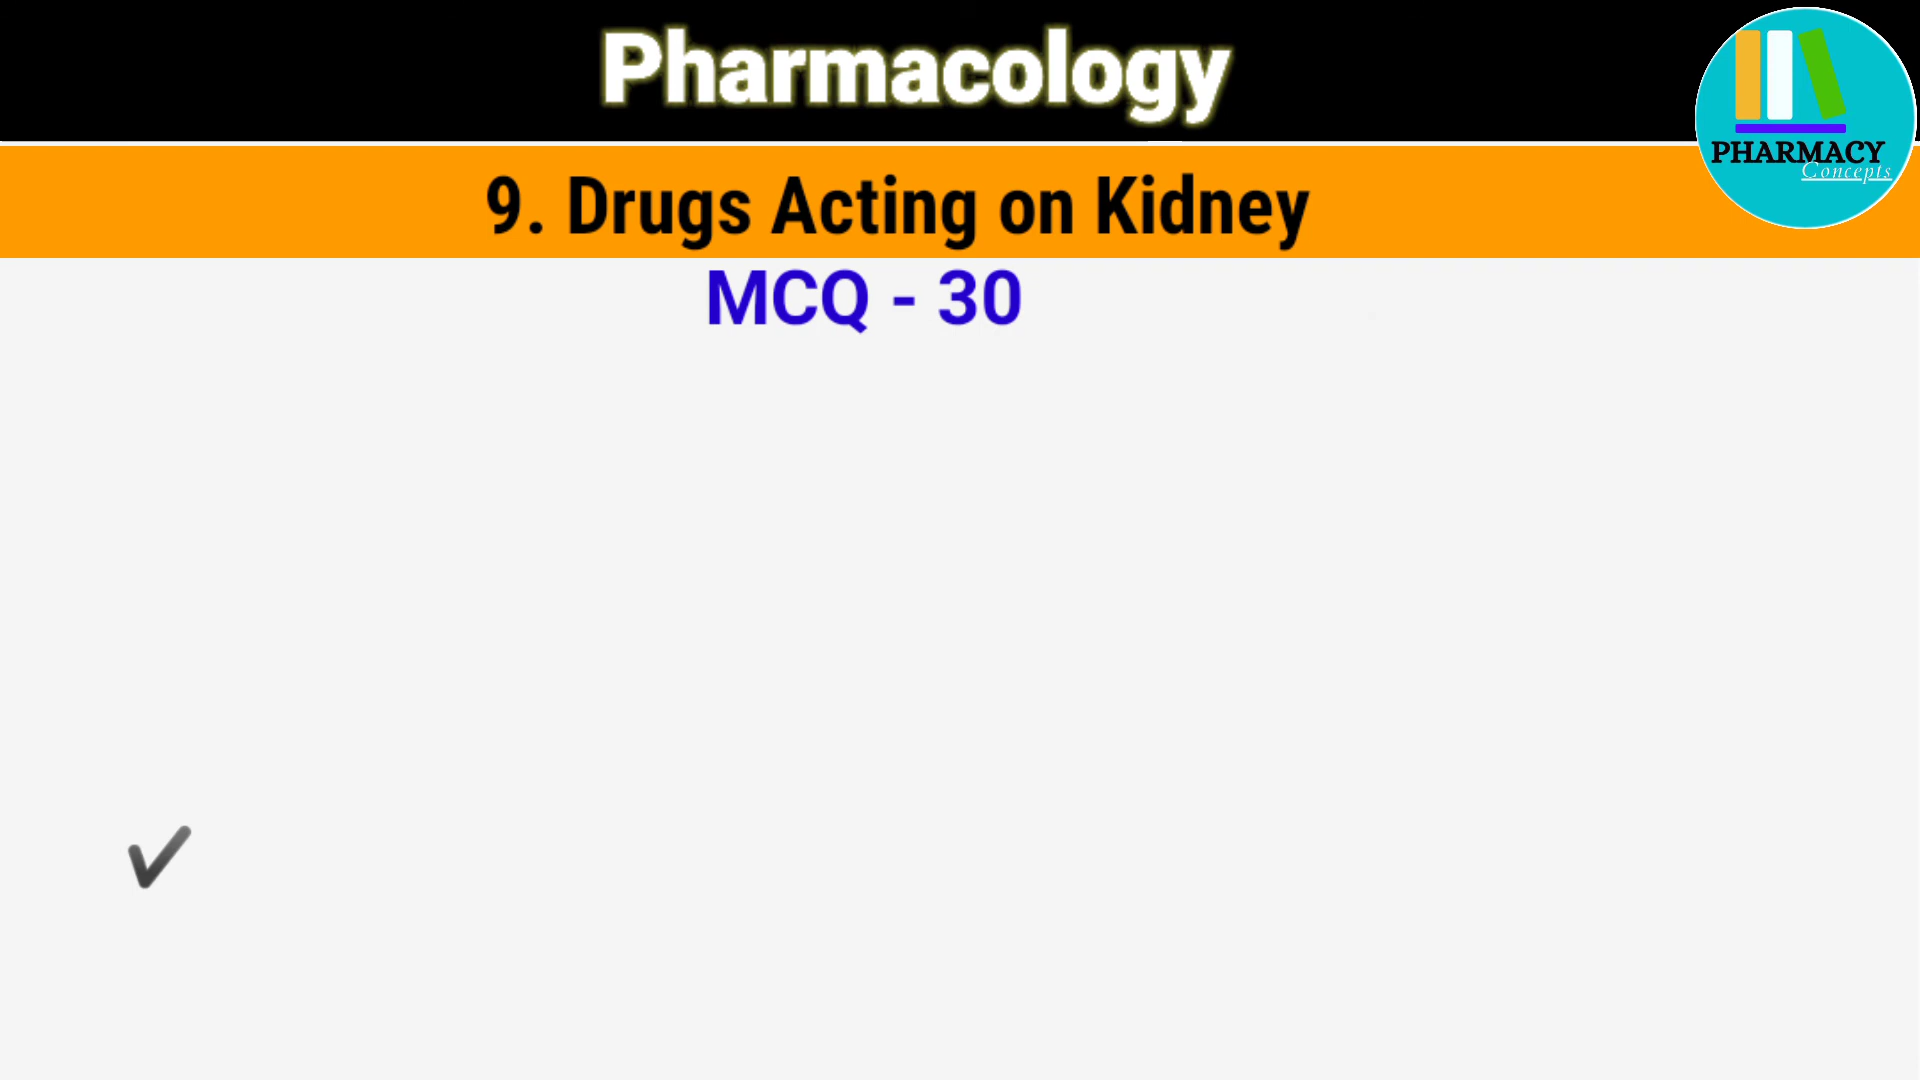 Pharmacology
PHARMACY
Concepts
9. Drugs Acting on Kidney
MCQ - 30